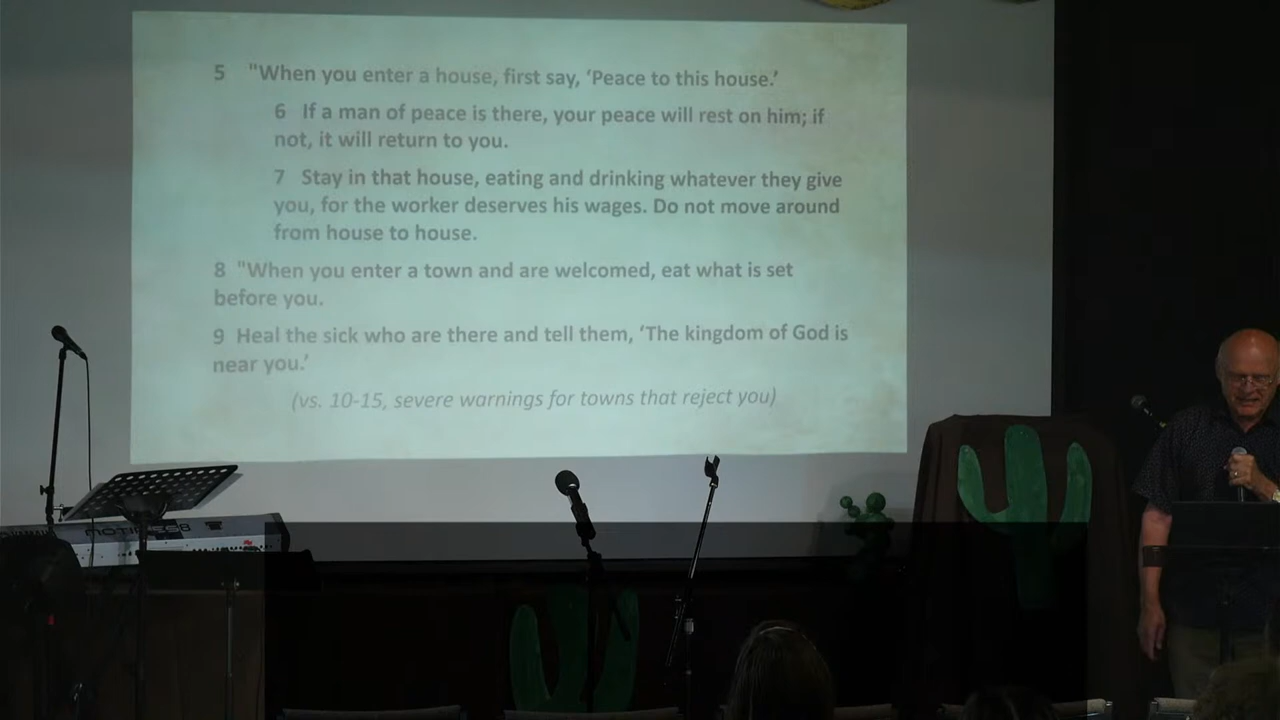 5 "When you enter a house, first say, ‘Peace to this house.’
6 If a man of peace is there, your peace will rest on him; if
not, it will return to you.
7 Stay in that house, eating and drinking whatever they give
you, for the worker deserves his wages. Do not move around
from house to house.
8 "When you enter a town and are welcomed, eat what is set
before you.
9 Heal the sick who are there and tell them, ‘The kingdom of God is
near you.’
(vs. 10-15, severe warnings for towns that reject you)